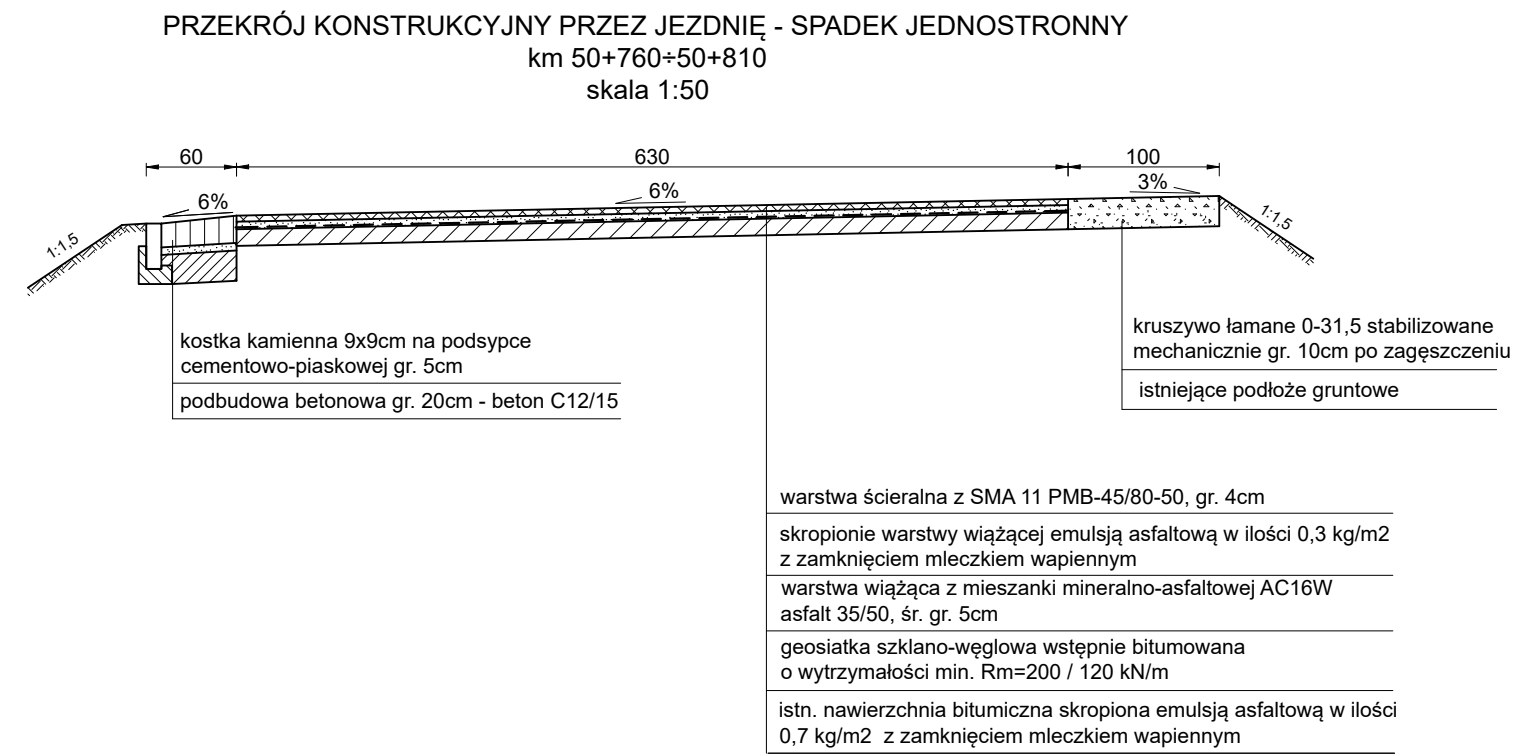 PRZEKRÓJ KONSTRUKCYJNY PRZEZ JEZDNIĘ - SPADEK JEDNOSTRONNY
km 50+760÷50+810
skala 1:50
60
630
100
6%
6%
3%
1:1,5
1:1,5
kostka kamienna 9x9cm na podsypce
cementowo-piaskowej gr. 5cm
podbudowa betonowa gr. 20cm - beton C12/15
kruszywo łamane 0-31,5 stabilizowane
mechanicznie gr. 10cm po zagęszczeniu
istniejące podłoże gruntowe
warstwa ścieralna z SMA 11 PMB-45/80-50, gr. 4cm
skropionie warstwy wiążącej emulsją asfaltową w ilości 0,3 kg/m2
z zamknięciem mleczkiem wapiennym
warstwa wiążąca z mieszanki mineralno-asfaltowej AC16W
asfalt 35/50, śr. gr. 5cm
geosiatka szklano-węglowa wstępnie bitumowana
o wytrzymałości min. Rm=200 / 120 kN/m
istn. nawierzchnia bitumiczna skropiona emulsją asfaltową w ilości
0,7 kg/m2 z zamknięciem mleczkiem wapiennym